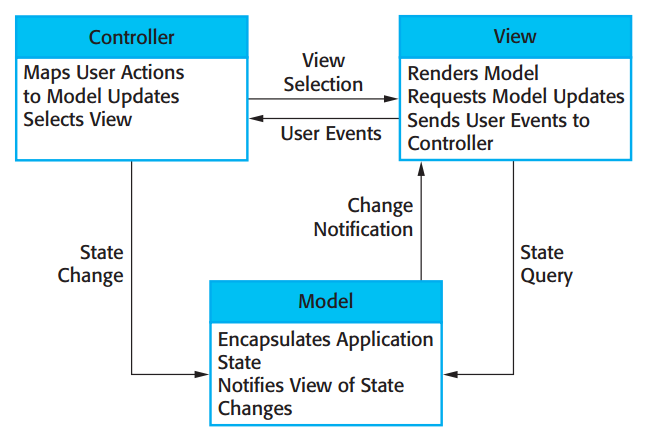 Controller
Maps User Actions
to Model Updates
Selects View
View
Selection
User Events
View
Renders Model
Requests Model Updates
Sends User Events to
Controller
Change
Notification
State
Change
State
Query
Model
Encapsulates Application
State
Notifies View of State
Changes